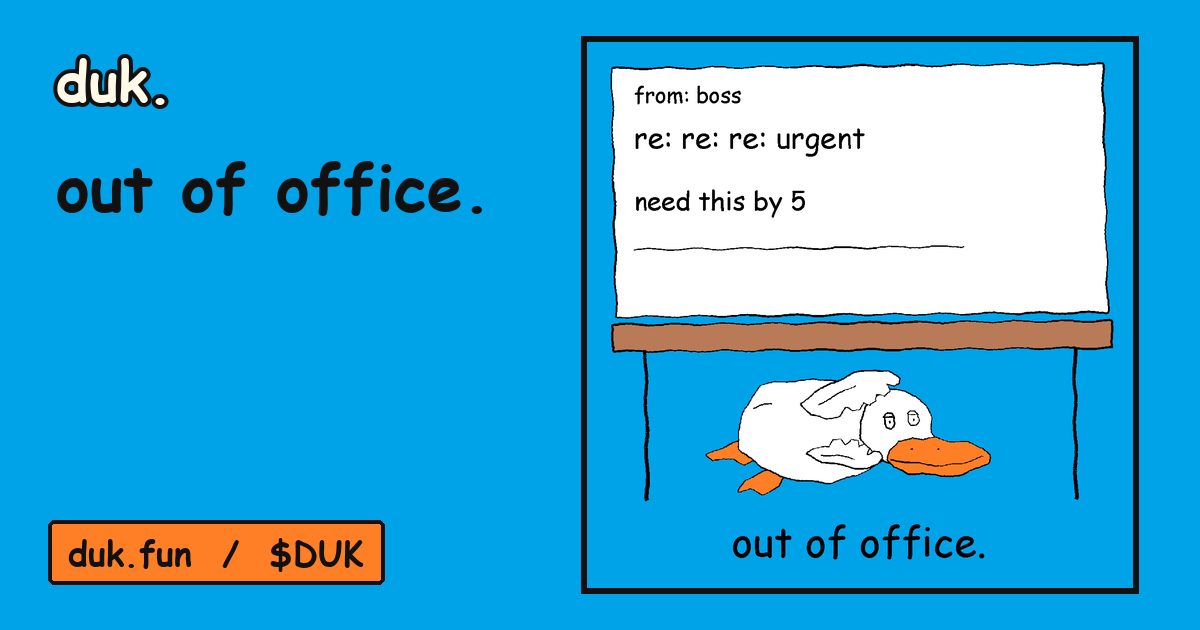 duk.
out of office.
duk.fun / $DUK
from: boss
re: re: re: urgent
need this by 5
out of office.